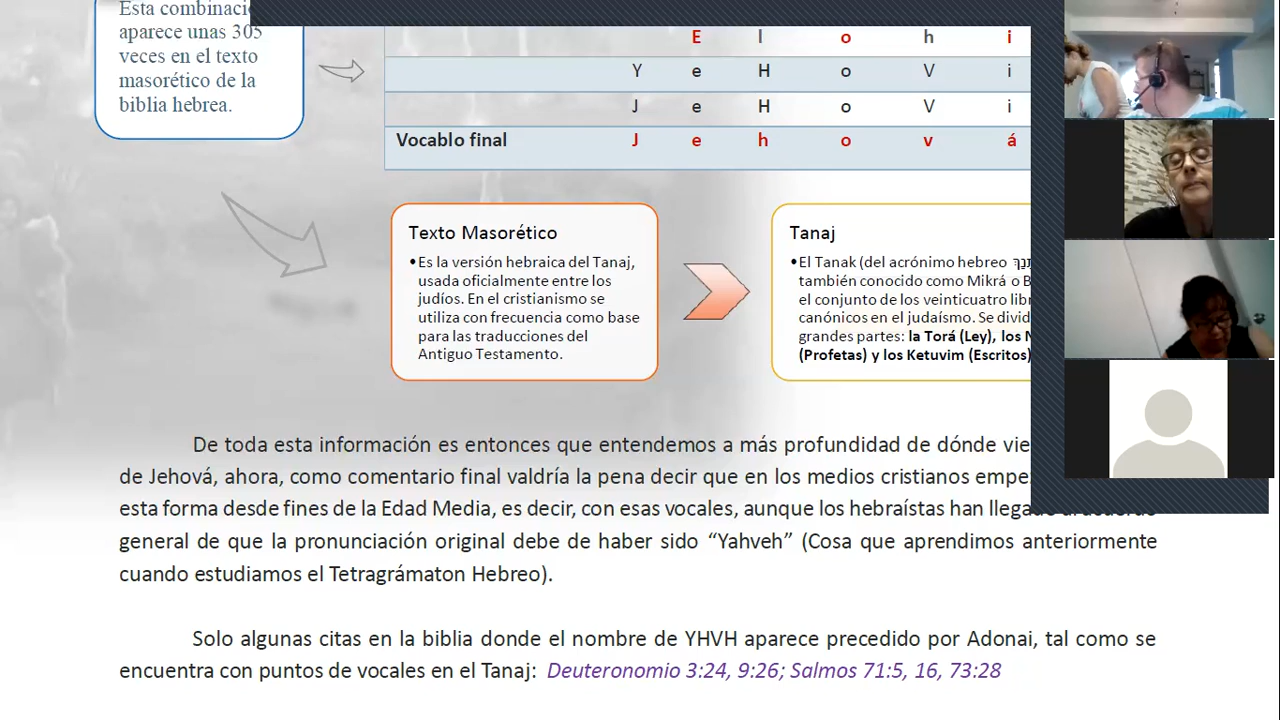 Esta combinació
aparece unas 305
veces en el texto
masorético de la
biblia hebrea.
E l o h i
Y e H o V i
J e H o V i
Vocablo final J e h o v á
Texto Masorético
•Es la versión hebraica del Tanaj,
usada oficialmente entre los
judíos. En el cristianismo se
utiliza con frecuencia como base
para las traducciones del
Antiguo Testamento.
Tanaj
•El Tanak (del acrónimo hebreo
también conocido como Mikrá o B
el conjunto de los veinticuatro libr
canónicos en el judaísmo. Se divid
grandes partes: la Torá (Ley), los N
(Profetas) y los Ketuvim (Escritos)
De toda esta información es entonces que entendemos a más profundidad de dónde vie
de Jehová, ahora, como comentario final valdría la pena decir que en los medios cristianos empe
esta forma desde fines de la Edad Media, es decir, con esas vocales, aunque los hebraístas han llega
general de que la pronunciación original debe de haber sido “Yahveh” (Cosa que aprendimos anteriormente
cuando estudiamos el Tetragrámaton Hebreo).
Solo algunas citas en la biblia donde el nombre de YHVH aparece precedido por Adonai, tal como se
encuentra con puntos de vocales en el Tanaj: Deuteronomio 3:24, 9:26; Salmos 71:5, 16, 73:28